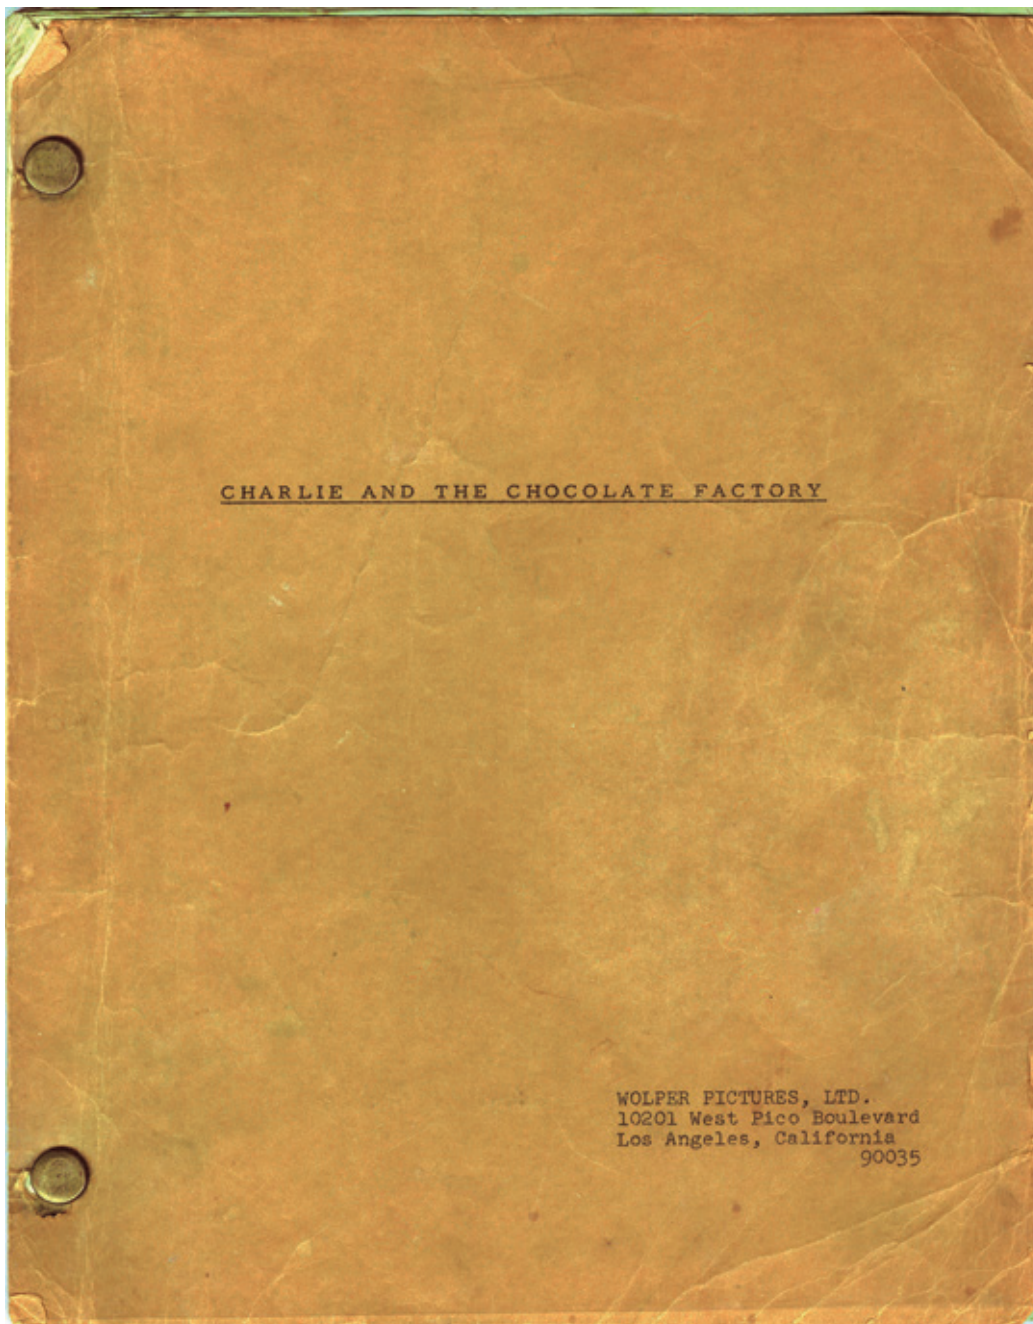 CHARLIE AND THE CHOCOLATE FACTORY
WOLPER PICTURES, LTD.
10201 West Pico Boulevard
Los Angeles, California
90035